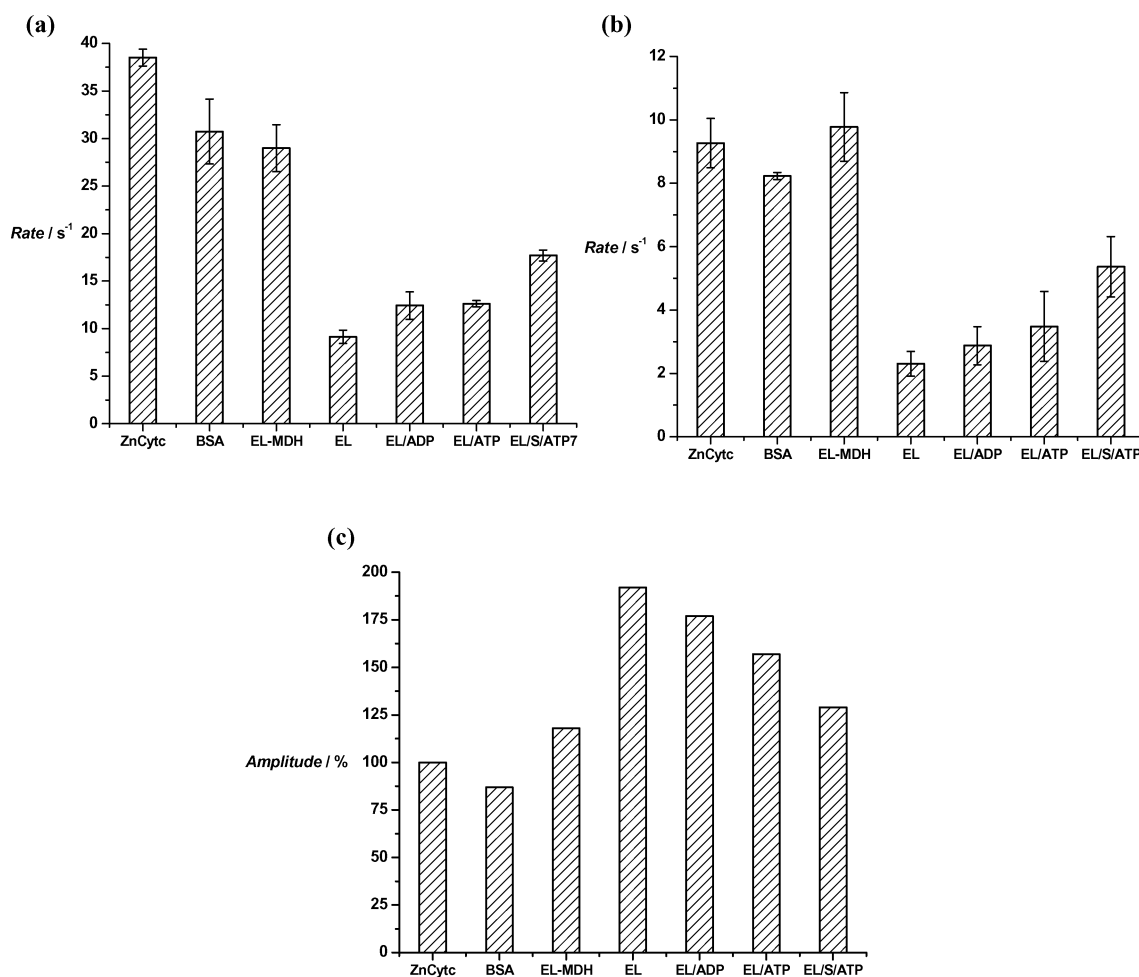 (a)
40
35
30
25
20
15
10
5
0
Rate / s-1
ZnCytc BSA EL-MDH EL EL/ADP EL/ATP EL/S/ATP7
(b)
12
10
8
6
4
2
0
Rate / s-1
ZnCytc BSA EL-MDH EL EL/ADP EL/ATP EL/S/ATP
(c)
200
175
150
125
100
75
50
25
0
Amplitude / %
ZnCytc BSA EL-MDH EL EL/ADP EL/ATP EL/S/ATP